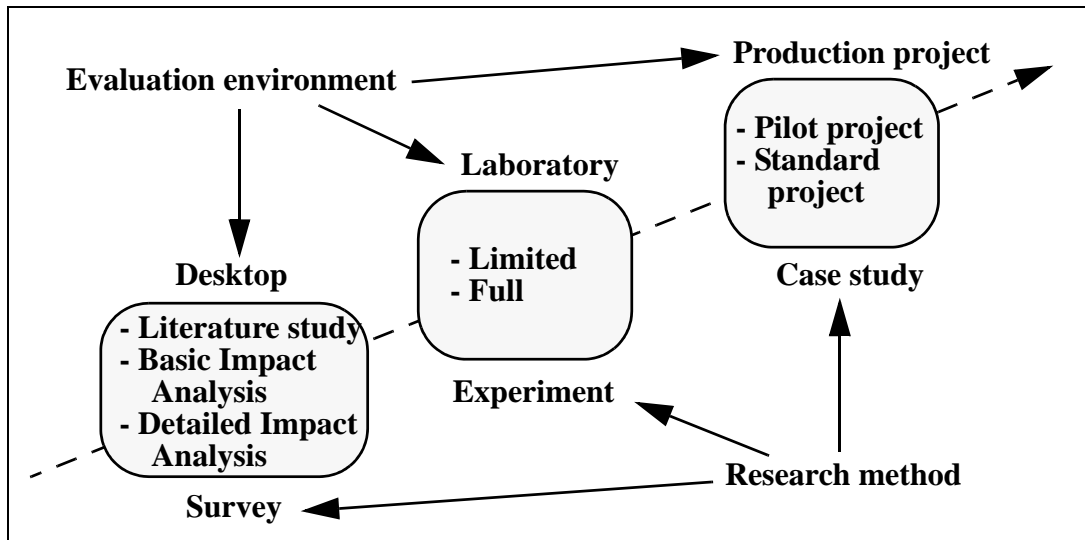 Production project
Evaluation environment
- Pilot project
- Standard
project
Laboratory
- Limited
- Full
Desktop
Case study
- Literature study
- Basic Impact
Analysis
- Detailed Impact
Analysis
Experiment
Research method
Survey